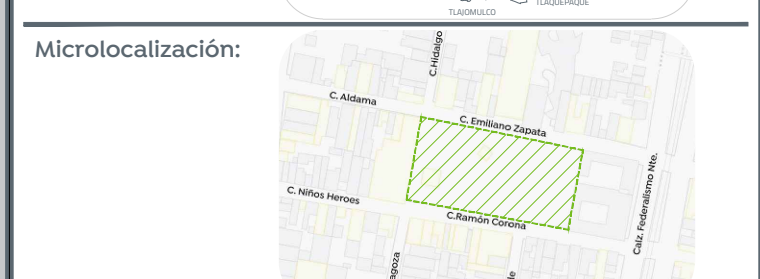 TLAJOMULCO
TLAQUEPAQUE
Microlocalización:
C.Hidalgo
C. Aldama
C. Emiliano Zapata
C. Niños Heroes
C.Ramón Corona
Calz. Federalismo Nte.